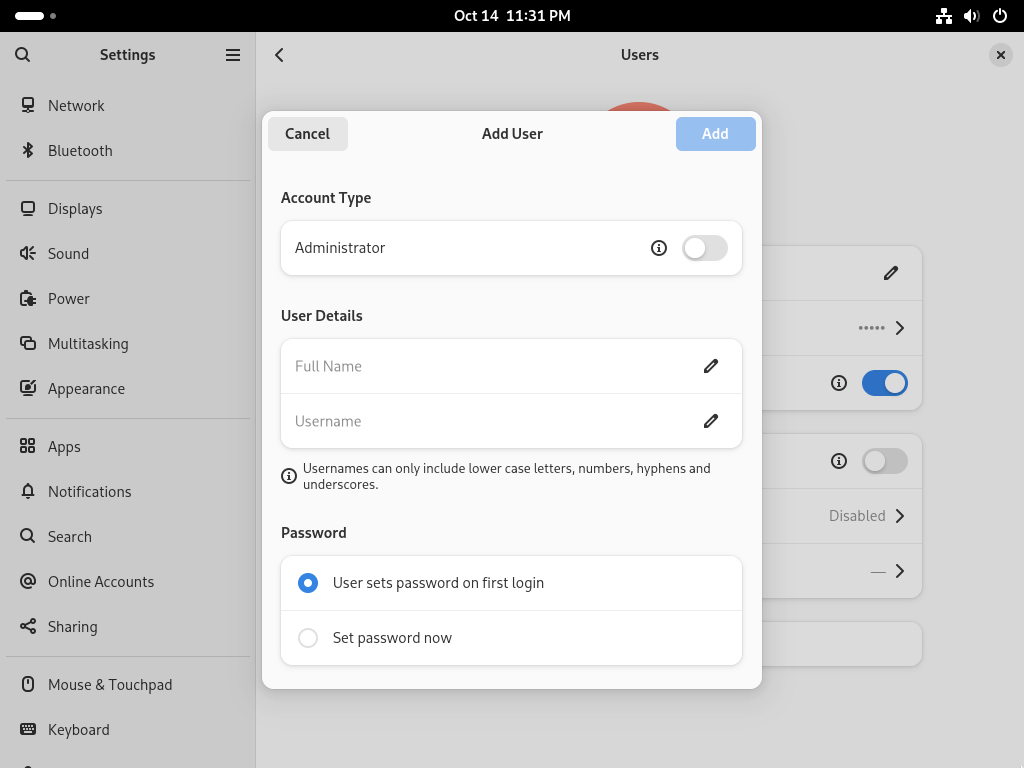 Oct 14 11:31 PM
Settings
Users
Network
Bluetooth
Displays
Sound
Power
Multitasking
Appearance
Apps
Notifications
Search
Online Accounts
Sharing
Mouse & Touchpad
Keyboard
Cancel
Add User
Add
Account Type
Administrator
User Details
Full Name
Username
Usernames can only include lower case letters, numbers, hyphens and
underscores.
Password
User sets password on first login
Set password now
•••••
Disabled
—